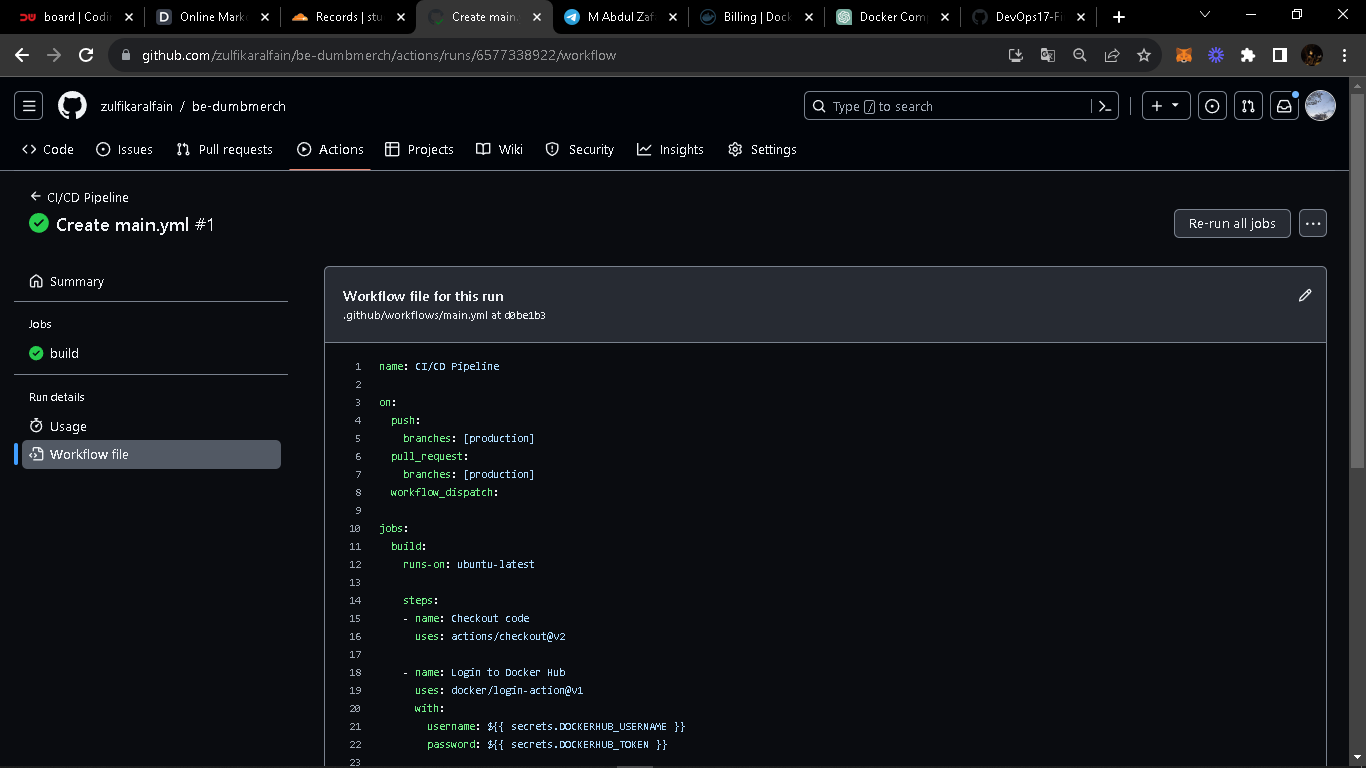 board | Codin
Online Marke
Records | stu
Create main.
M Abdul Zaf
Billing | Dock
Docker Comp
DevOps17-Fi
github.com/zulfikaralfain/be-dumbmerch/actions/runs/6577338922/workflow
zulfikaralfain / be-dumbmerch
Type / to search
Code
Issues
Pull requests
Actions
Projects
Wiki
Security
Insights
Settings
CI/CD Pipeline
Create main.yml #1
Re-run all jobs
Summary
Jobs
build
Run details
Usage
Workflow file
Workflow file for this run
.github/workflows/main.yml at d0be1b3
1 name: CI/CD Pipeline
2
3 on:
4 push:
5 branches: [production]
6 pull_request:
7 branches: [production]
8 workflow_dispatch:
9
10 jobs:
11 build:
12 runs-on: ubuntu-latest
13
14 steps:
15 - name: Checkout code
16 uses: actions/checkout@v2
17
18 - name: Login to Docker Hub
19 uses: docker/login-action@v1
20 with:
21 username: ${{ secrets.DOCKERHUB_USERNAME }}
22 password: ${{ secrets.DOCKERHUB_TOKEN }}
23